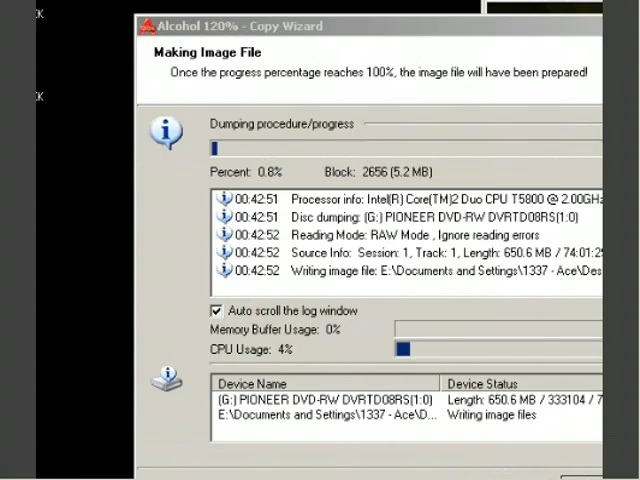 K
Alcohol 120% - Copy Wizard
Making Image File
Once the progress percentage reaches 100%, the image file will have been prepared!
K
Dumping procedure/progress
Percent: 0.8% Block: 2656 (5.2 MB)
00:42:51 Processor info: Intel(R) Core(TM)2 Duo CPU T5800 @ 2.00GHz
00:42:51 Disc dumping: (G:) PIONEER DVD-RW DVRTD08RS(1:0)
00:42:52 Reading Mode: RAW Mode , Ignore reading errors
00:42:52 Source Info: Session: 1, Track: 1, Length: 650.6 MB / 74:01:2
00:42:52 Writing image file: E:\Documents and Settings\1337 - Ace\Des
Auto scroll the log window
Memory Buffer Usage: 0%
CPU Usage: 4%
Device Name Device Status
(G:) PIONEER DVD-RW DVRTD08RS(1:0) Length: 650.6 MB / 333104 / 7
E:\Documents and Settings\1337 - Ace\D... Writing image files